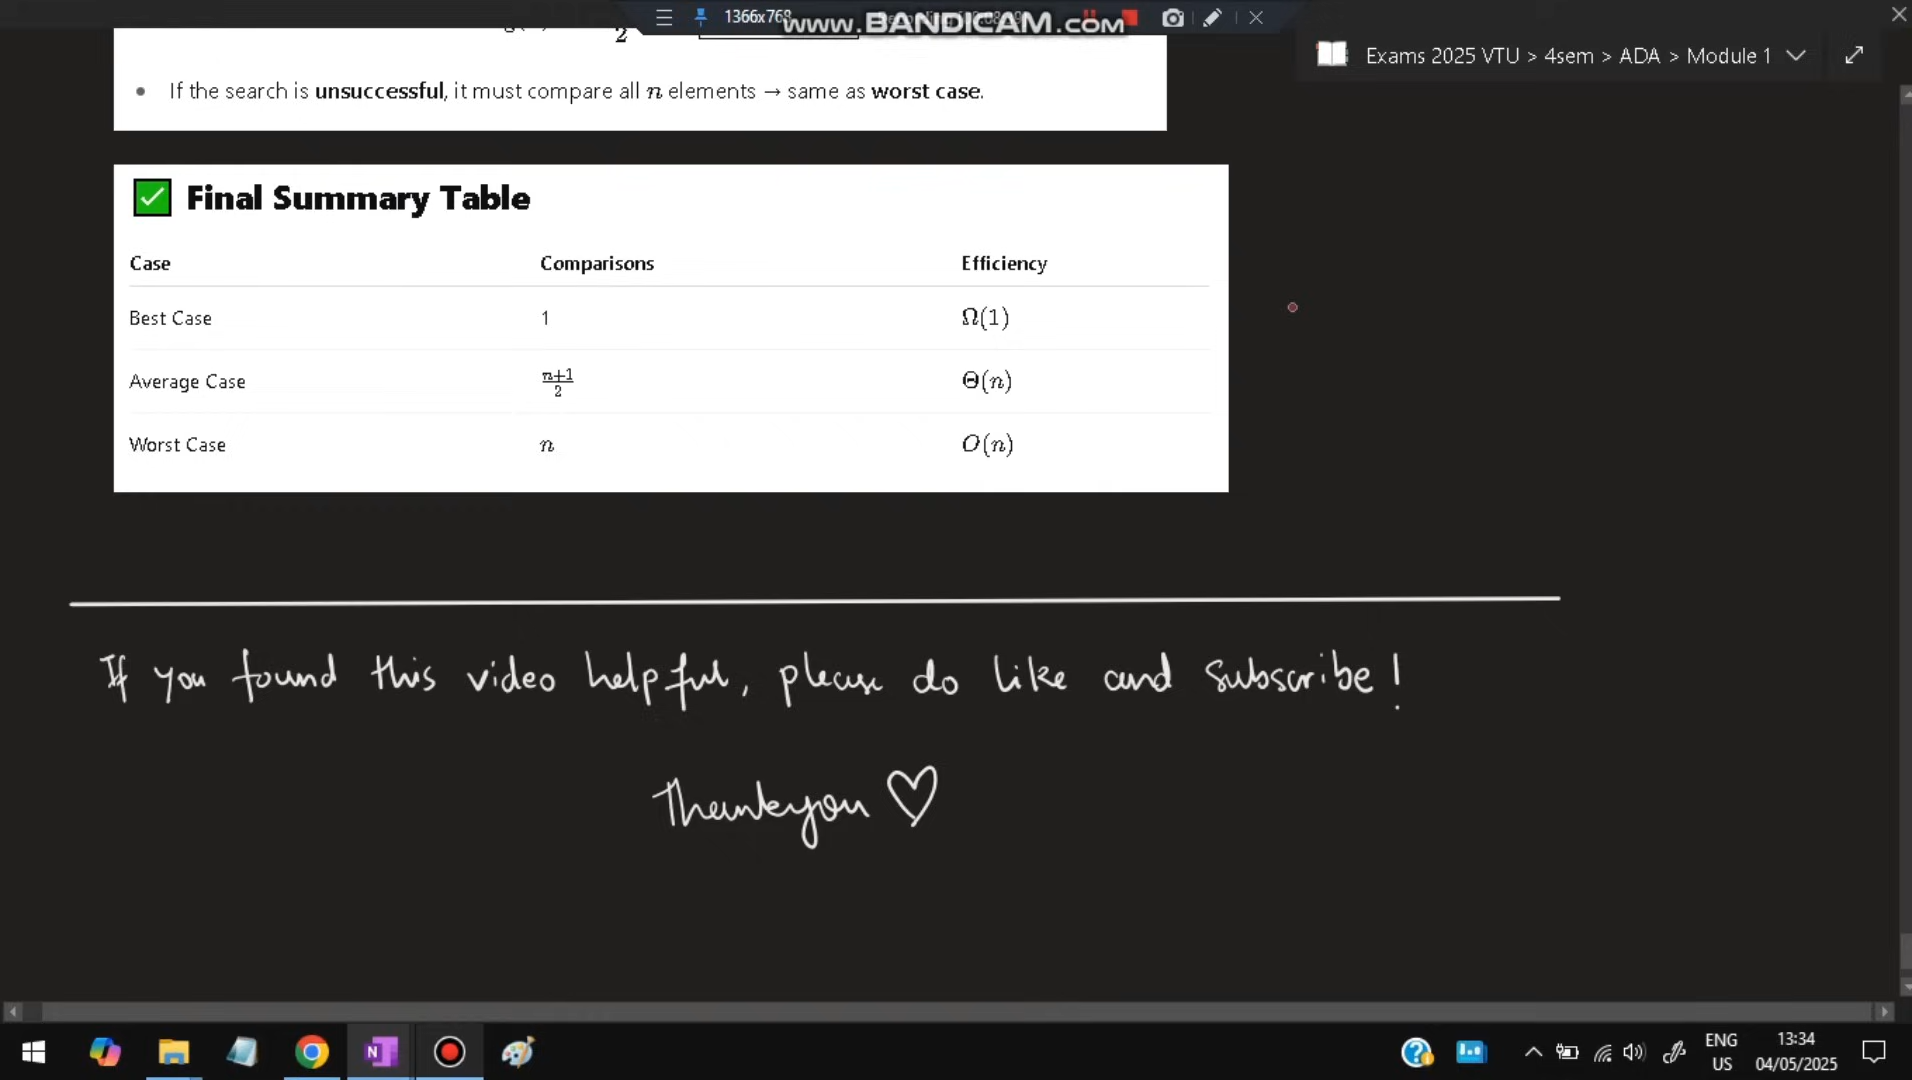 1366x768
www.BANDICAM.com
Exams 2025 VTU > 4sem > ADA > Module 1
2
• If the search is unsuccessful, it must compare all n elements → same as worst case.
Final Summary Table
Case Comparisons Efficiency
Best Case 1 Ω(1)
Average Case n+1/2 Θ(n)
Worst Case n O(n)
If you found this video helpful, please do like and subscribe!
Thankyou ♡
ENG
US
13:34
04/05/2025